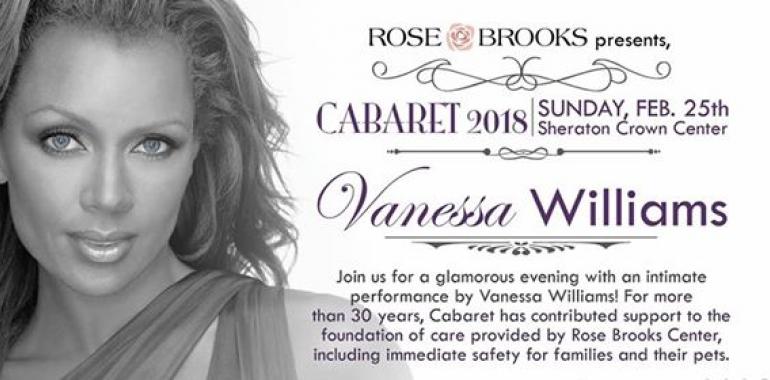 ROSE BROOKS presents,
CABARET 2018 SUNDAY, FEB. 25th
Sheraton Crown Center
Vanessa Williams
Join us for a glamorous evening with an intimate
performance by Vanessa Williams! For more
than 30 years, Cabaret has contributed support to the
foundation of care provided by Rose Brooks Center,
including immediate safety for families and their pets.